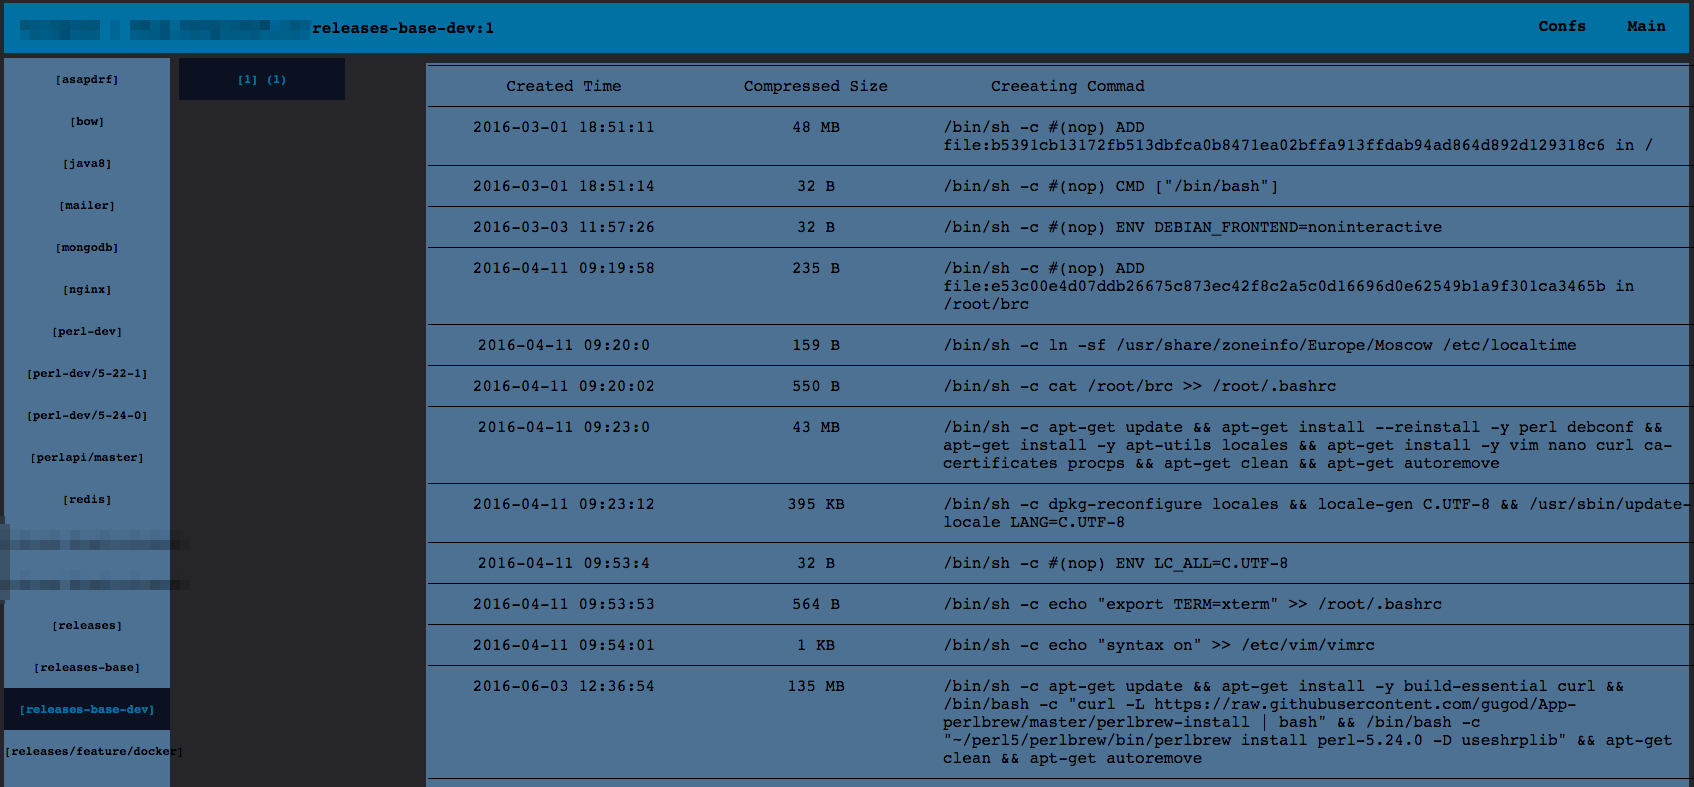 releases-base-dev:1
Confs Main
[asapdrf]
[bow]
[java8]
[mailer]
[mongodb]
[nginx]
[perl-dev]
[perl-dev/5-22-1]
[perl-dev/5-24-0]
[perlapi/master]
[redis]
[releases]
[releases-base]
[releases-base-dev]
[releases/feature/docker]
[1] (1)
Created Time Compressed Size Creeating Commad
2016-03-01 18:51:11 48 MB /bin/sh -c #(nop) ADD
file:b5391cb13172fb513dbfca0b8471ea02bffa913ffdab94ad864d892d129318c6 in /
2016-03-01 18:51:14 32 B /bin/sh -c #(nop) CMD ["/bin/bash"]
2016-03-03 11:57:26 32 B /bin/sh -c #(nop) ENV DEBIAN_FRONTEND=noninteractive
2016-04-11 09:19:58 235 B /bin/sh -c #(nop) ADD
file:e53c00e4d07ddb26675c873ec42f8c2a5c0d16696d0e62549b1a9f301ca3465b in
/root/brc
2016-04-11 09:20:0 159 B /bin/sh -c ln -sf /usr/share/zoneinfo/Europe/Moscow /etc/localtime
2016-04-11 09:20:02 550 B /bin/sh -c cat /root/brc >> /root/.bashrc
2016-04-11 09:23:0 43 MB /bin/sh -c apt-get update && apt-get install --reinstall -y perl debconf &&
apt-get install -y apt-utils locales && apt-get install -y vim nano curl ca-
certificates procps && apt-get clean && apt-get autoremove
2016-04-11 09:23:12 395 KB /bin/sh -c dpkg-reconfigure locales && locale-gen C.UTF-8 && /usr/sbin/update-
locale LANG=C.UTF-8
2016-04-11 09:53:4 32 B /bin/sh -c #(nop) ENV LC_ALL=C.UTF-8
2016-04-11 09:53:53 564 B /bin/sh -c echo "export TERM=xterm" >> /root/.bashrc
2016-04-11 09:54:01 1 KB /bin/sh -c echo "syntax on" >> /etc/vim/vimrc
2016-06-03 12:36:54 135 MB /bin/sh -c apt-get update && apt-get install -y build-essential curl &&
/bin/bash -c "curl -L https://raw.githubusercontent.com/gugod/App-
perlbrew/master/perlbrew-install | bash" && /bin/bash -c
"~/perl5/perlbrew/bin/perlbrew install perl-5.24.0 -D useshrplib" && apt-get
clean && apt-get autoremove